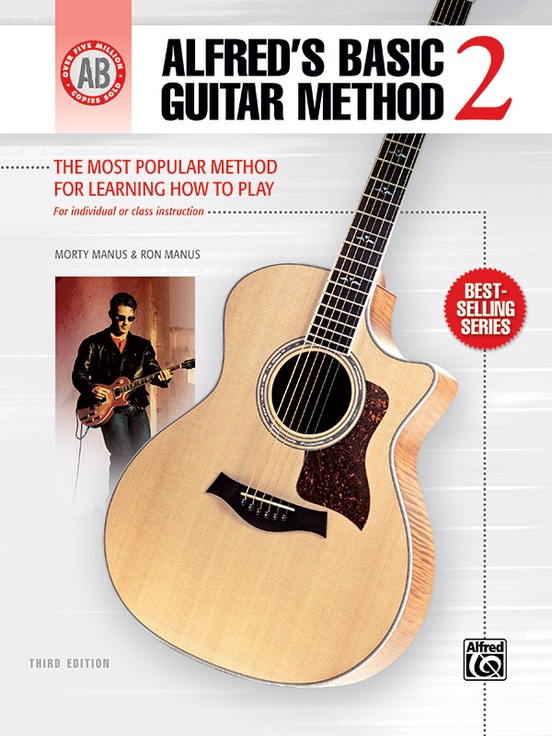 OVER FIVE MILLION
AB
COPIES SOLD
ALFRED'S BASIC
GUITAR METHOD 2
THE MOST POPULAR METHOD
FOR LEARNING HOW TO PLAY
For individual or class instruction
MORTY MANUS & RON MANUS
BEST-
SELLING
SERIES
THIRD EDITION
Alfred